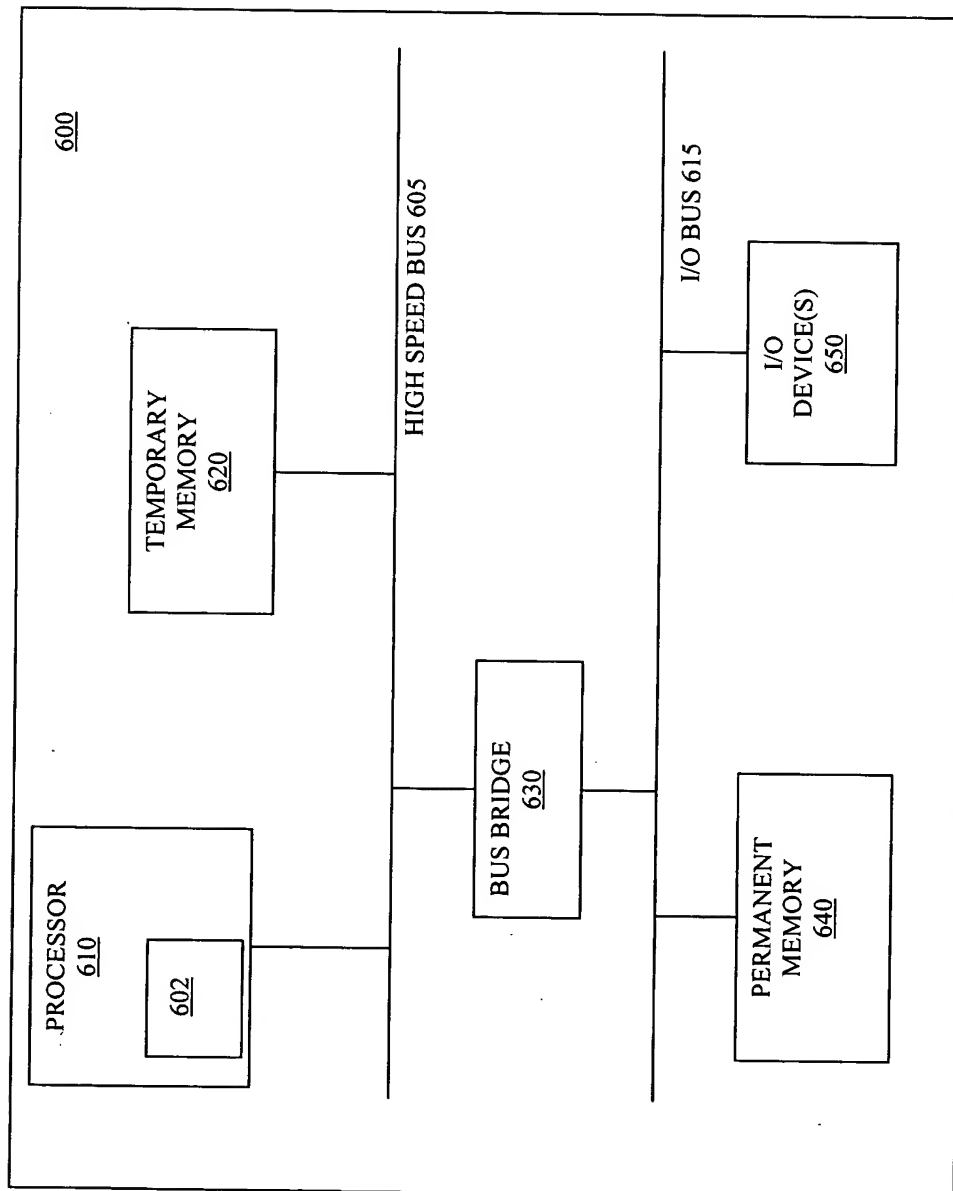 600
PROCESSOR
610
602
TEMPORARY
MEMORY
620
HIGH SPEED BUS 605
BUS BRIDGE
630
I/O BUS 615
PERMANENT
MEMORY
640
I/O
DEVICE(S)
650